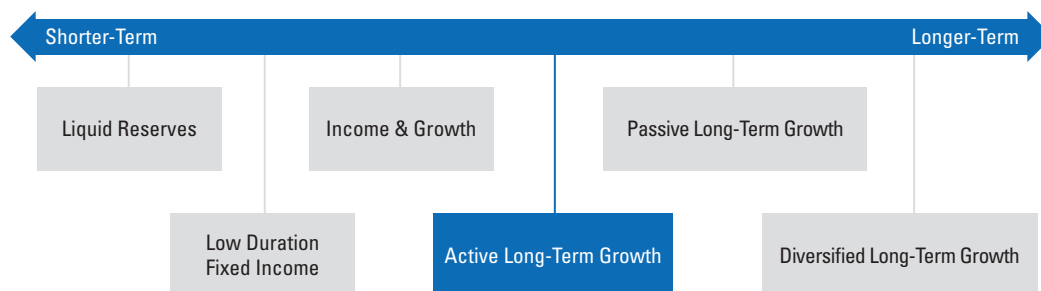 Shorter-Term
Longer-Term
Liquid Reserves
Income & Growth
Passive Long-Term Growth
Low Duration
Fixed Income
Active Long-Term Growth
Diversified Long-Term Growth